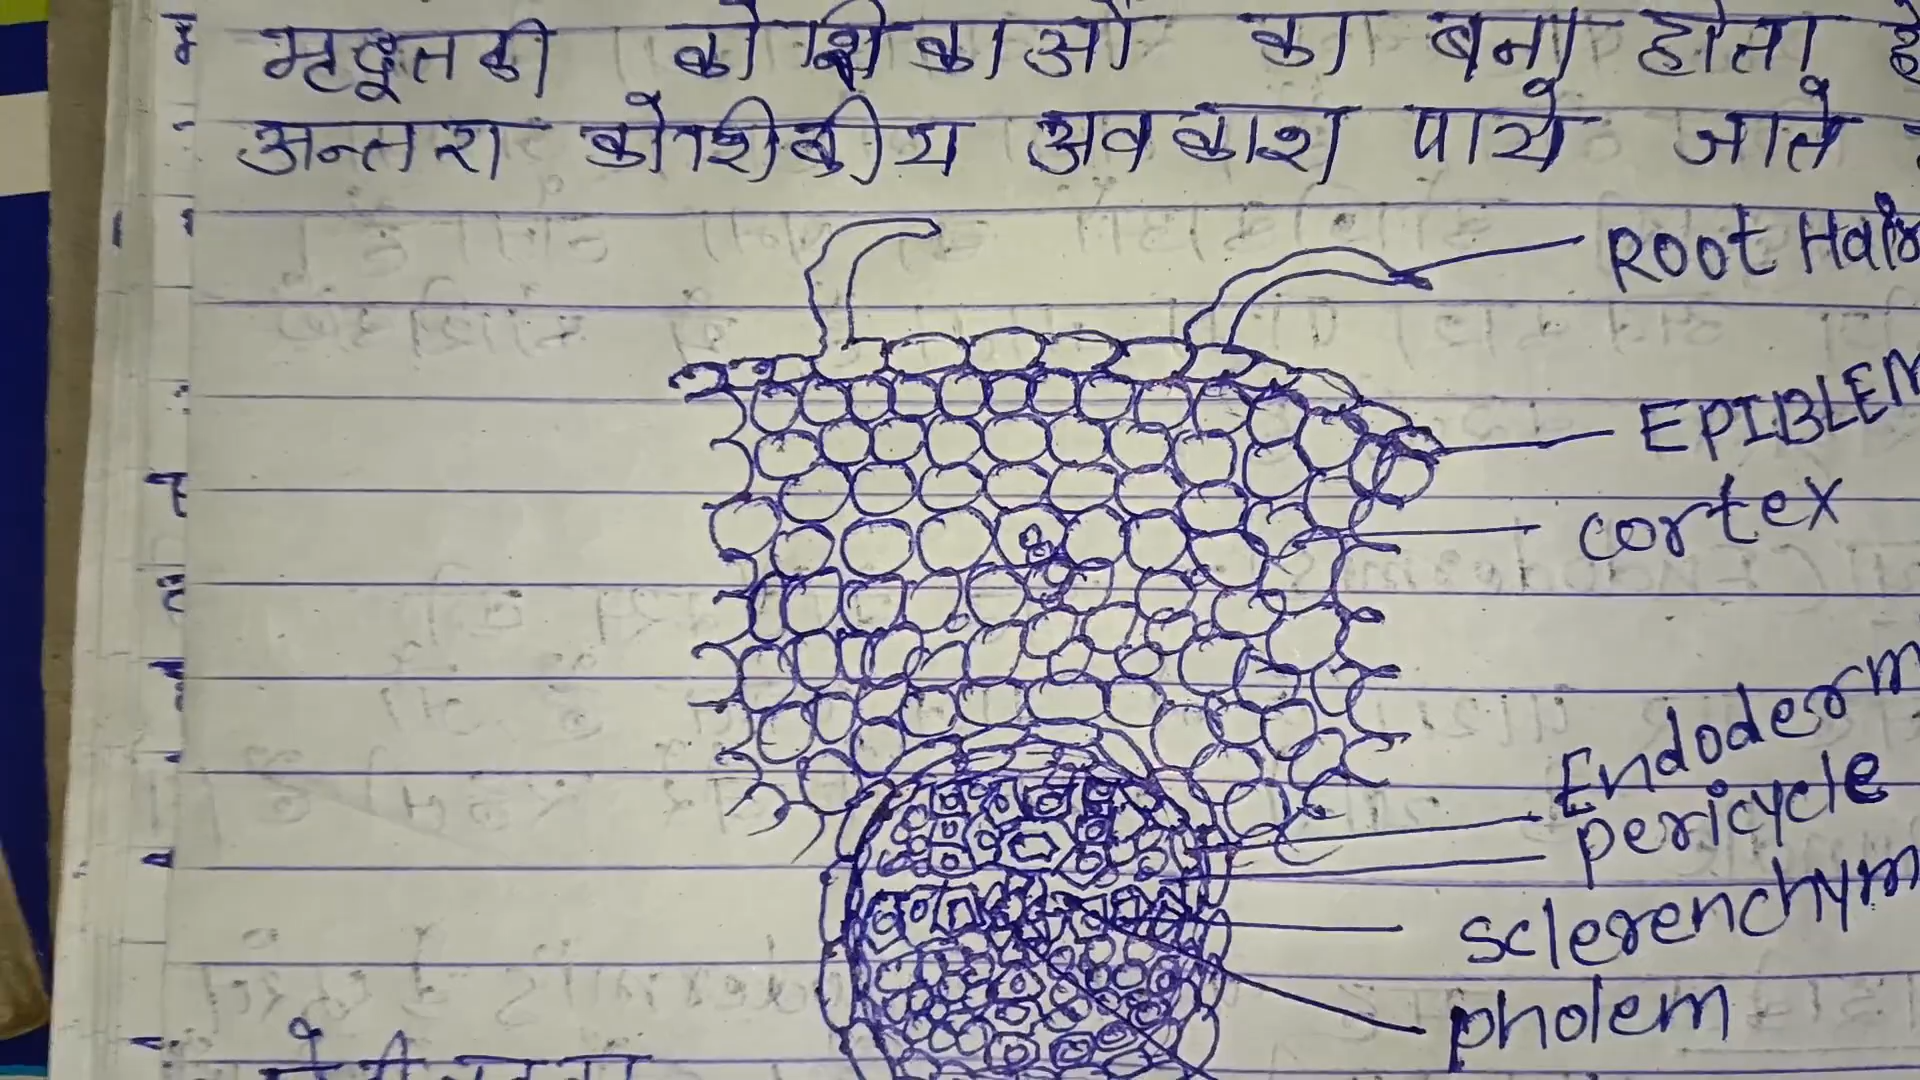 मृदूतकी कोशिकाओं का बना होता है
अन्तरा कोशिकीय अवकाश पाये जाते
ROOT Hair
EPIBLEM
cortex
Endoderm
pericycle
sclerenchym
pholem